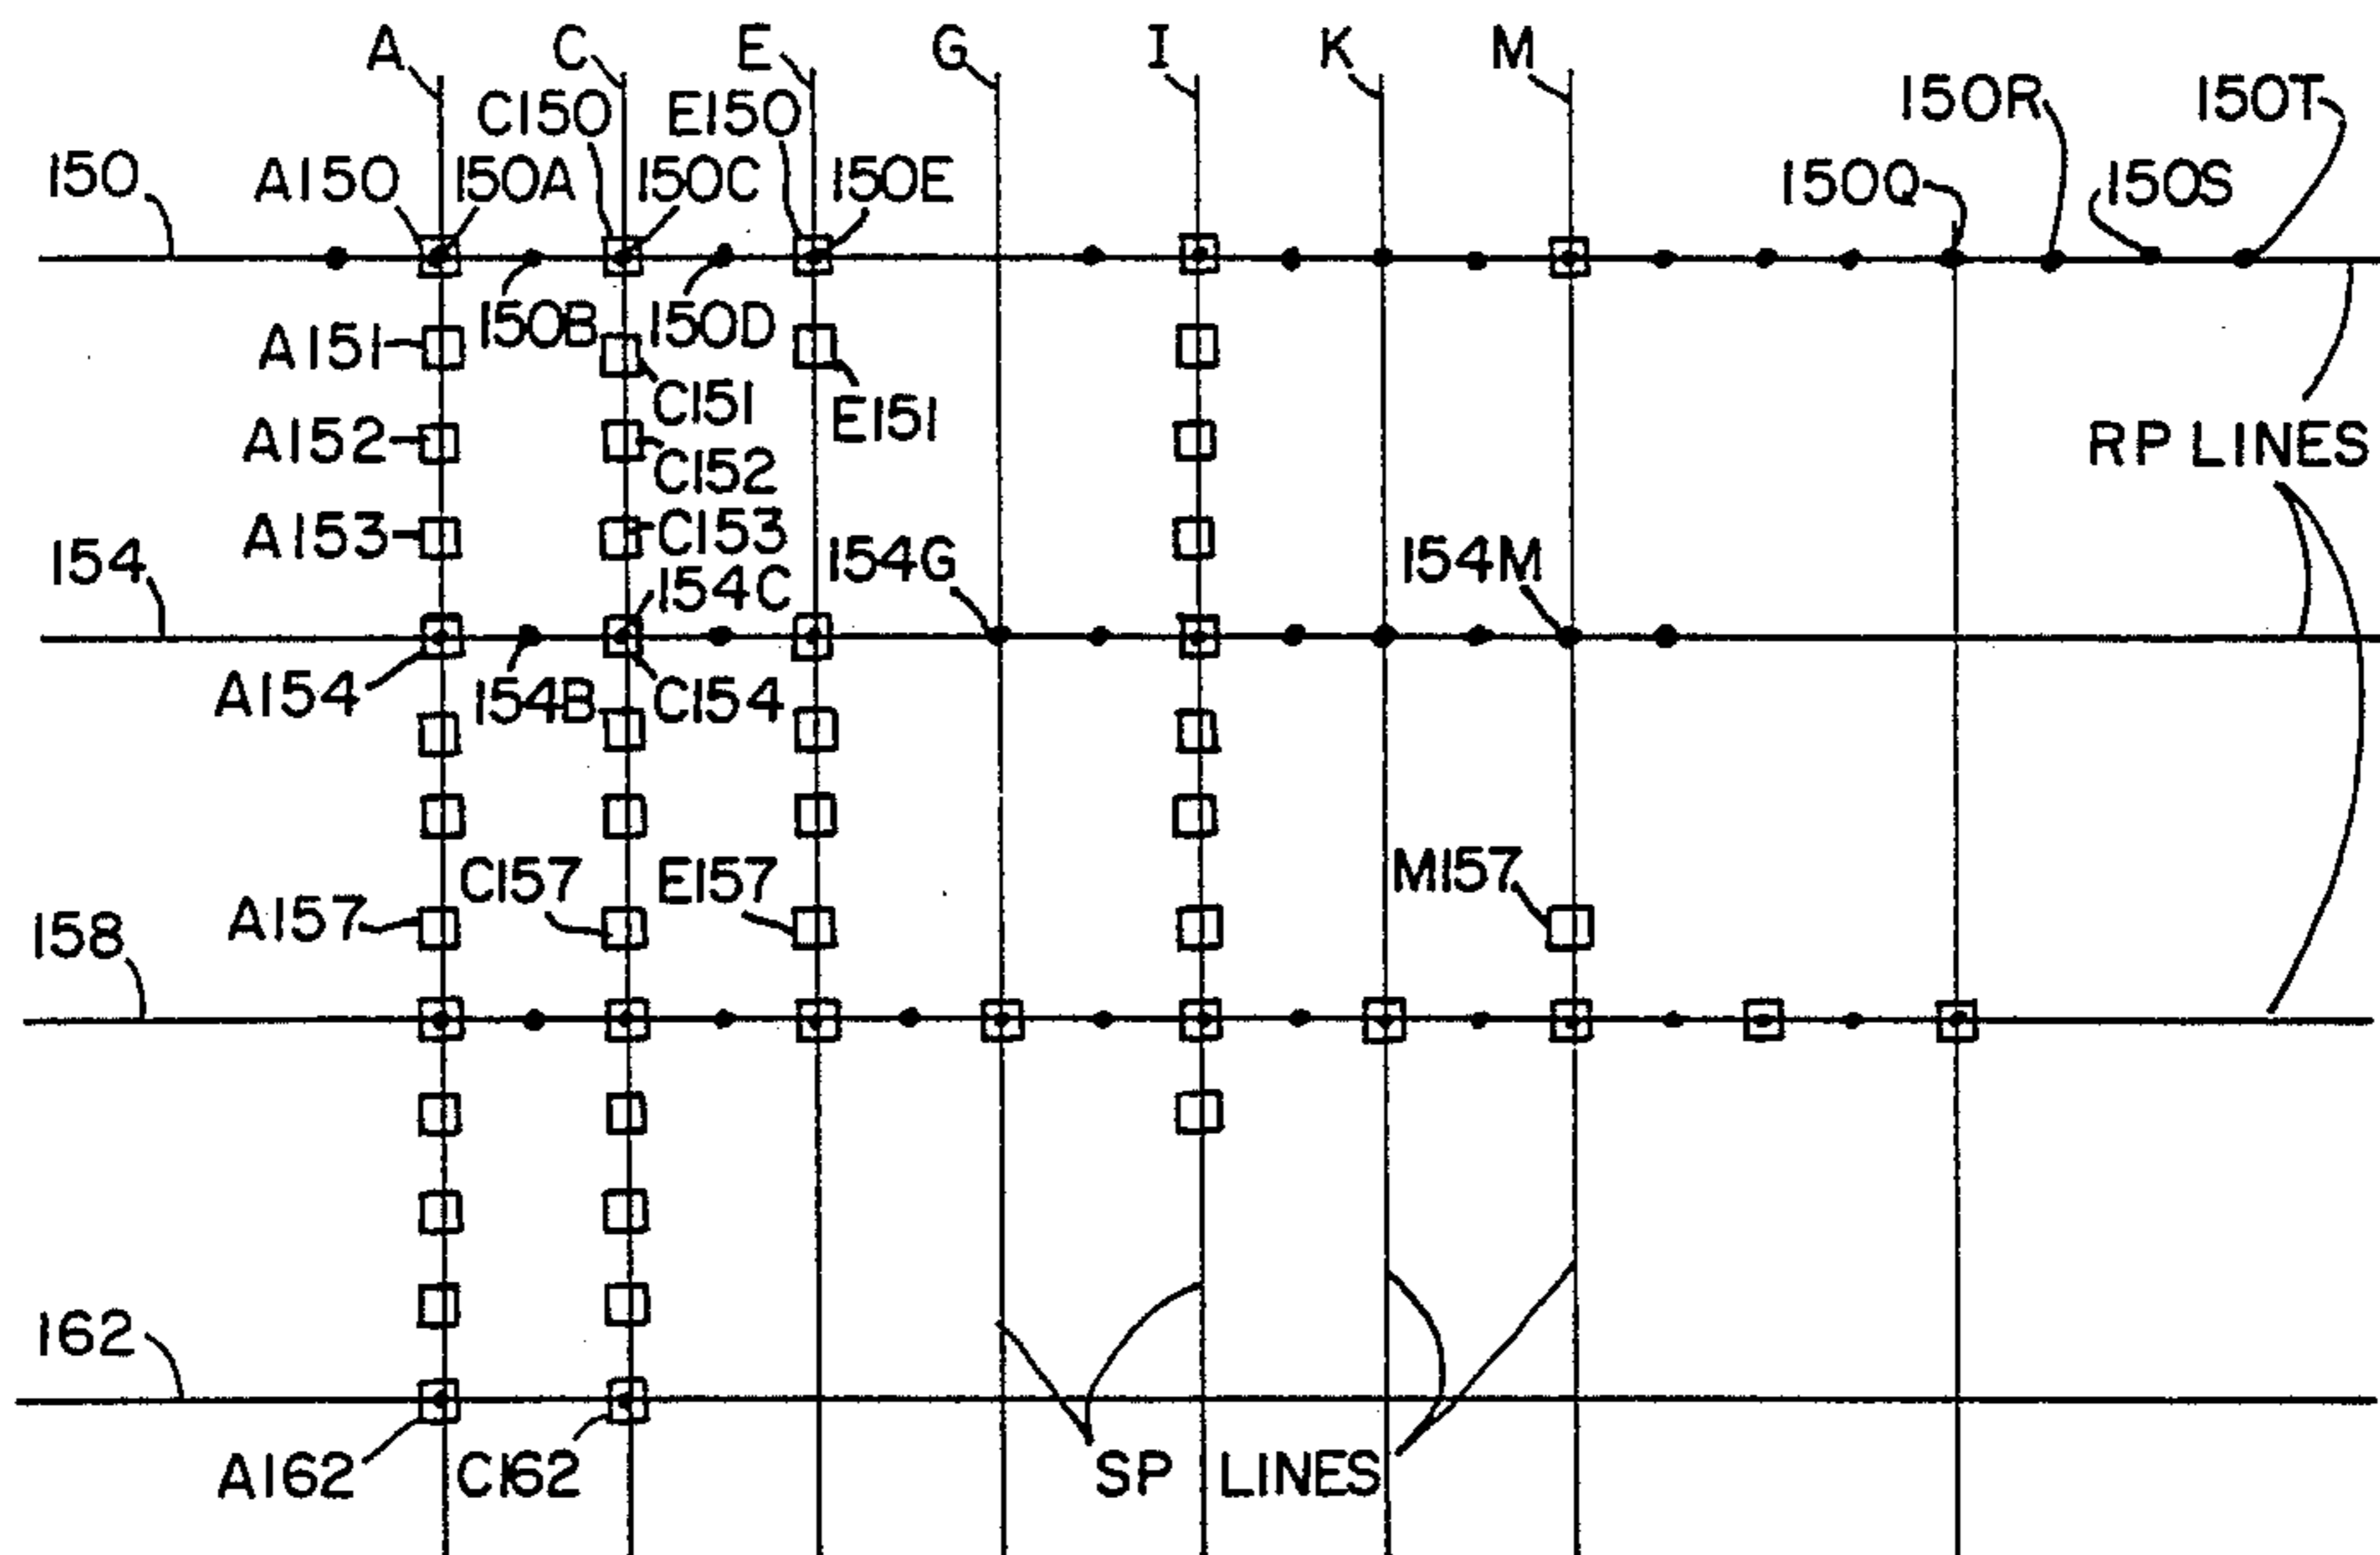 A C E G I K M
C150 E150 150R 150T
150 A150 150A 150C 150E 150Q 150S
150B 150D
A151 C151 E151
A152 C152 RP LINES
A153 C153
154 154C 154G 154M
A154 154B C154
A157 C157 E157 M157
158
162
A162 C162 SP LINES